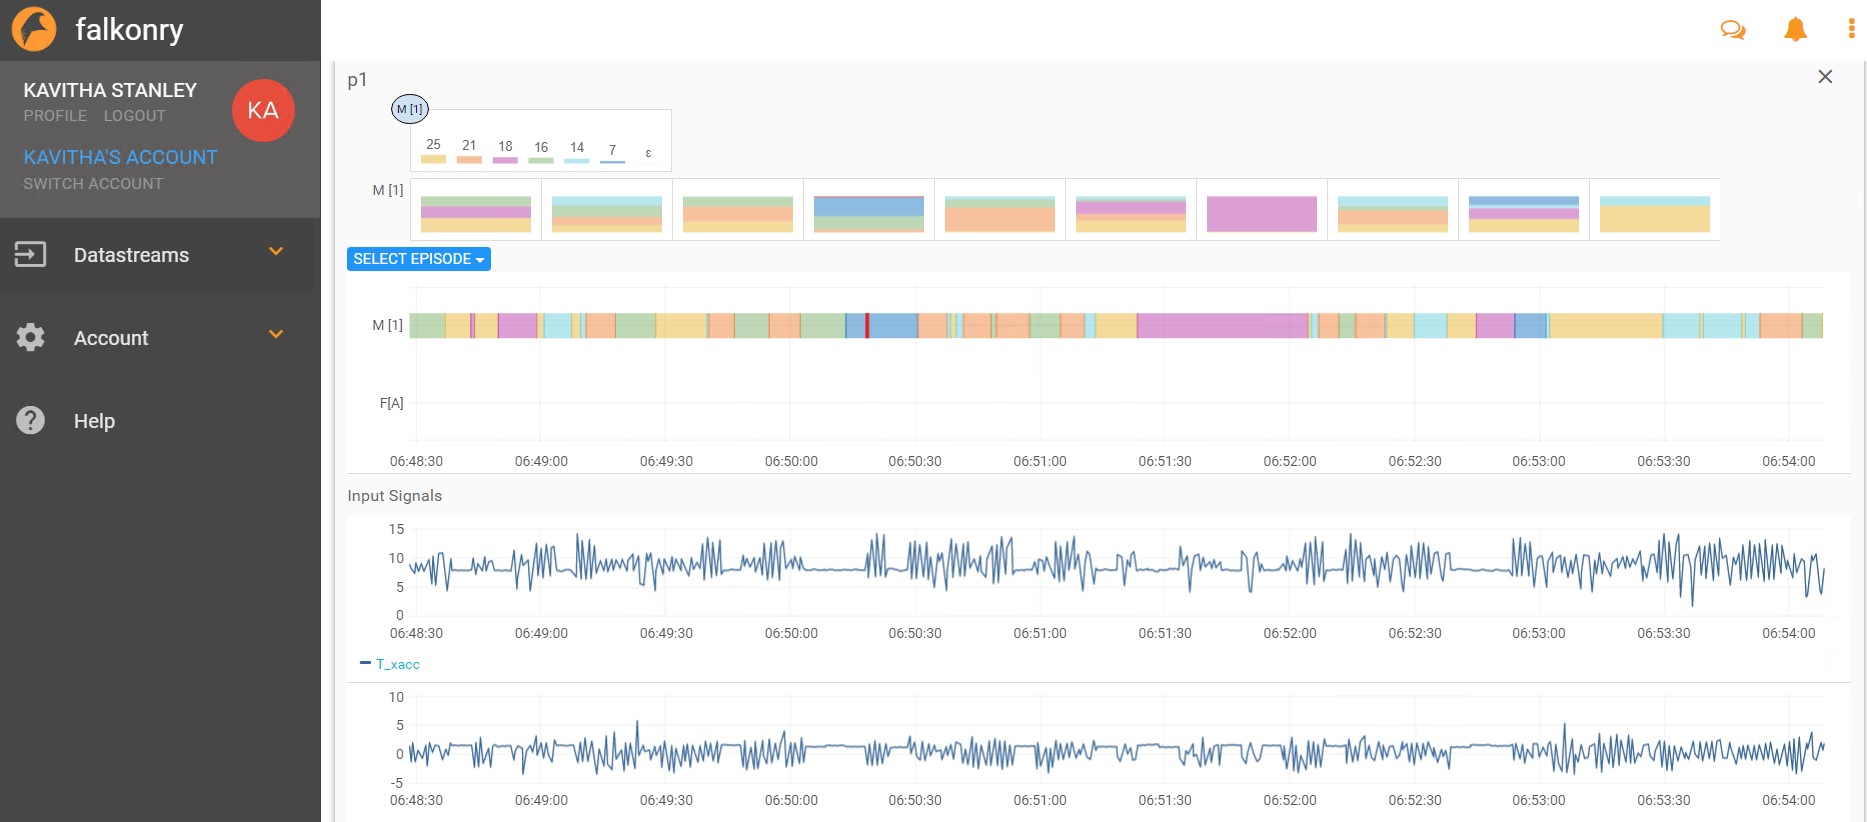 falkonry
KAVITHA STANLEY
PROFILE LOGOUT
KA
KAVITHA'S ACCOUNT
SWITCH ACCOUNT
Datastreams
Account
Help
p1
M [1]
25 21 18 16 14 7 ε
M [1]
SELECT EPISODE
M [1]
F[A]
06:48:30 06:49:00 06:49:30 06:50:00 06:50:30 06:51:00 06:51:30 06:52:00 06:52:30 06:53:00 06:53:30 06:54:00
Input Signals
15
10
5
0
06:48:30 06:49:00 06:49:30 06:50:00 06:50:30 06:51:00 06:51:30 06:52:00 06:52:30 06:53:00 06:53:30 06:54:00
T_xacc
10
5
0
-5
06:48:30 06:49:00 06:49:30 06:50:00 06:50:30 06:51:00 06:51:30 06:52:00 06:52:30 06:53:00 06:53:30 06:54:00